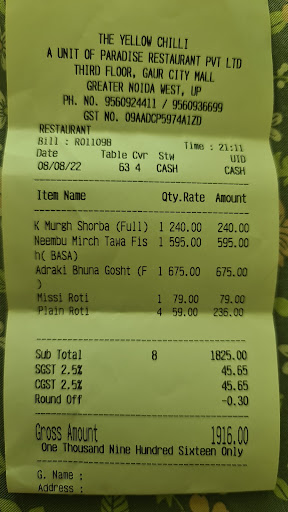 THE YELLOW CHILLI
A UNIT OF PARADISE RESTAURANT PVT LTD
THIRD FLOOR, GAUR CITY MALL
GREATER NOIDA WEST, UP
PH. NO. 9560924411 / 9560936699
GST NO. 09AADCP5974A1ZD
RESTAURANT
Bill : R011098 Time : 21:11
Date Table Cvr Stw UID
08/08/22 63 4 CASH CASH
Item Name Qty.Rate Amount
K Murgh Shorba (Full) 1 240.00 240.00
Neembu Mirch Tawa Fis 1 595.00 595.00
h( BASA)
Adraki Bhuna Gosht (F 1 675.00 675.00
)
Missi Roti 1 79.00 79.00
Plain Roti 4 59.00 236.00
Sub Total 8 1825.00
SGST 2.5% 45.65
CGST 2.5% 45.65
Round Off -0.30
Gross Amount 1916.00
One Thousand Nine Hundred Sixteen Only
G. Name :
Address :